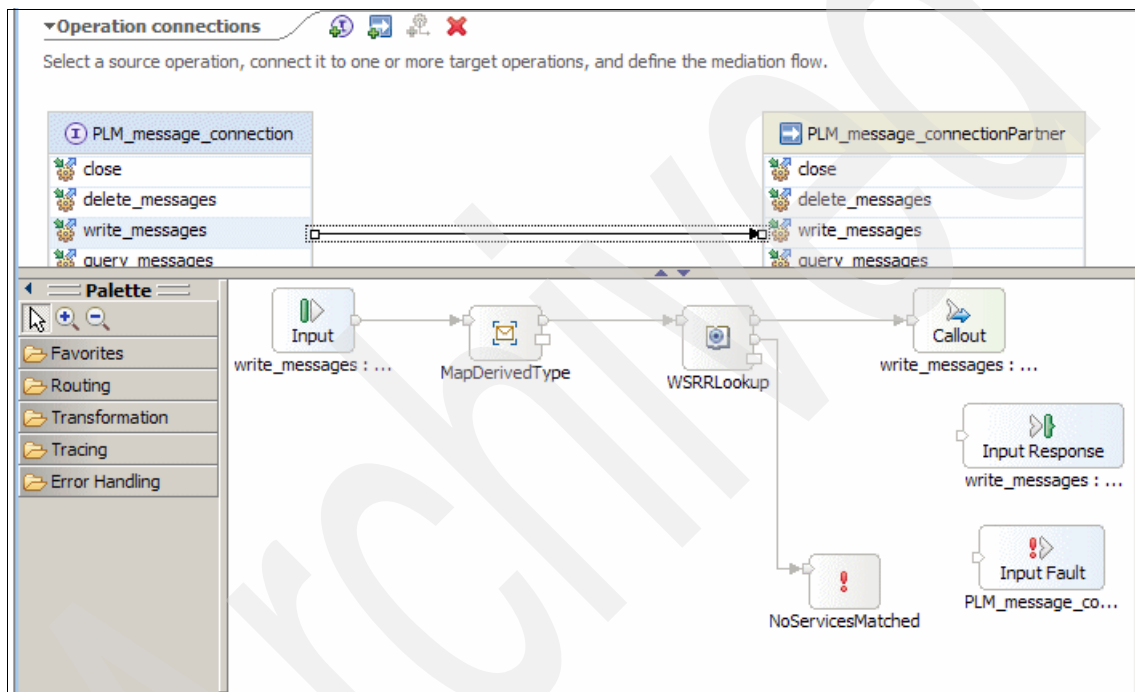 Operation connections
Select a source operation, connect it to one or more target operations, and define the mediation flow.
PLM_message_connection
PLM_message_connectionPartner
close
close
delete_messages
delete_messages
write_messages
write_messages
query_messages
query_messages
Palette
Favorites
Routing
Transformation
Tracing
Error Handling
Input
write_messages : ...
MapDerivedType
WSRRLookup
Callout
write_messages : ...
Input Response
write_messages : ...
Input Fault
PLM_message_co...
NoServicesMatched
Archived